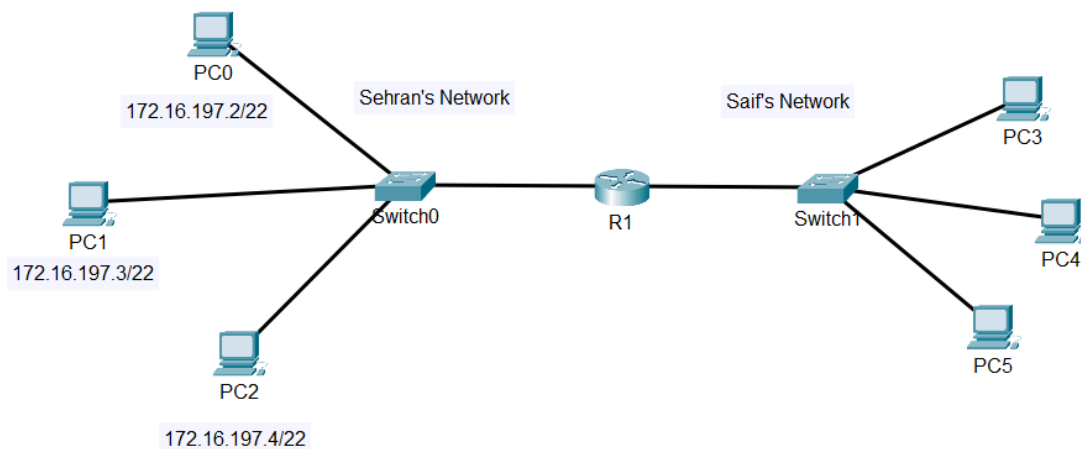 PC0
172.16.197.2/22
Sehran's Network
Saif's Network
PC3
Switch0
R1
Switch1
PC1
172.16.197.3/22
PC4
PC2
PC5
172.16.197.4/22